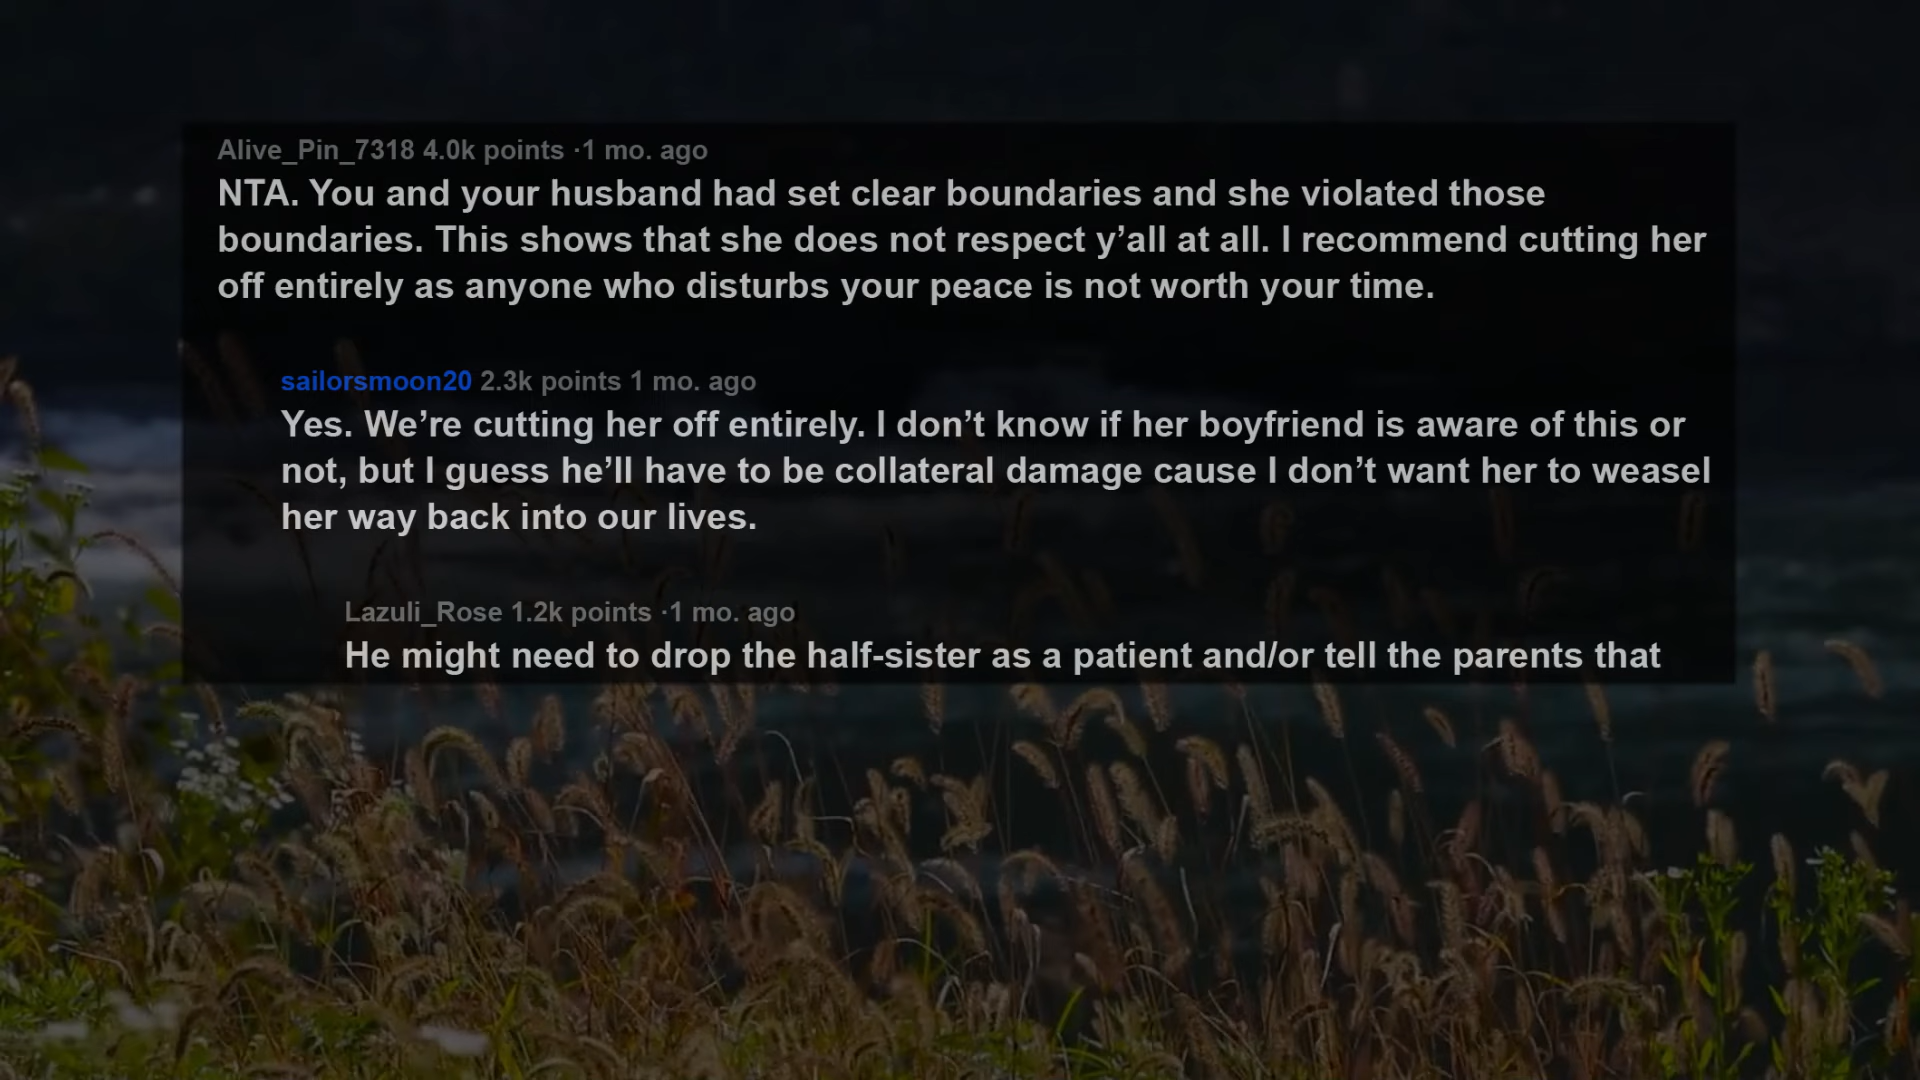 Alive_Pin_7318 4.0k points ·1 mo. ago
NTA. You and your husband had set clear boundaries and she violated those
boundaries. This shows that she does not respect y’all at all. I recommend cutting her
off entirely as anyone who disturbs your peace is not worth your time.
sailorsmoon20 2.3k points 1 mo. ago
Yes. We’re cutting her off entirely. I don’t know if her boyfriend is aware of this or
not, but I guess he’ll have to be collateral damage cause I don’t want her to weasel
her way back into our lives.
Lazuli_Rose 1.2k points ·1 mo. ago
He might need to drop the half-sister as a patient and/or tell the parents that